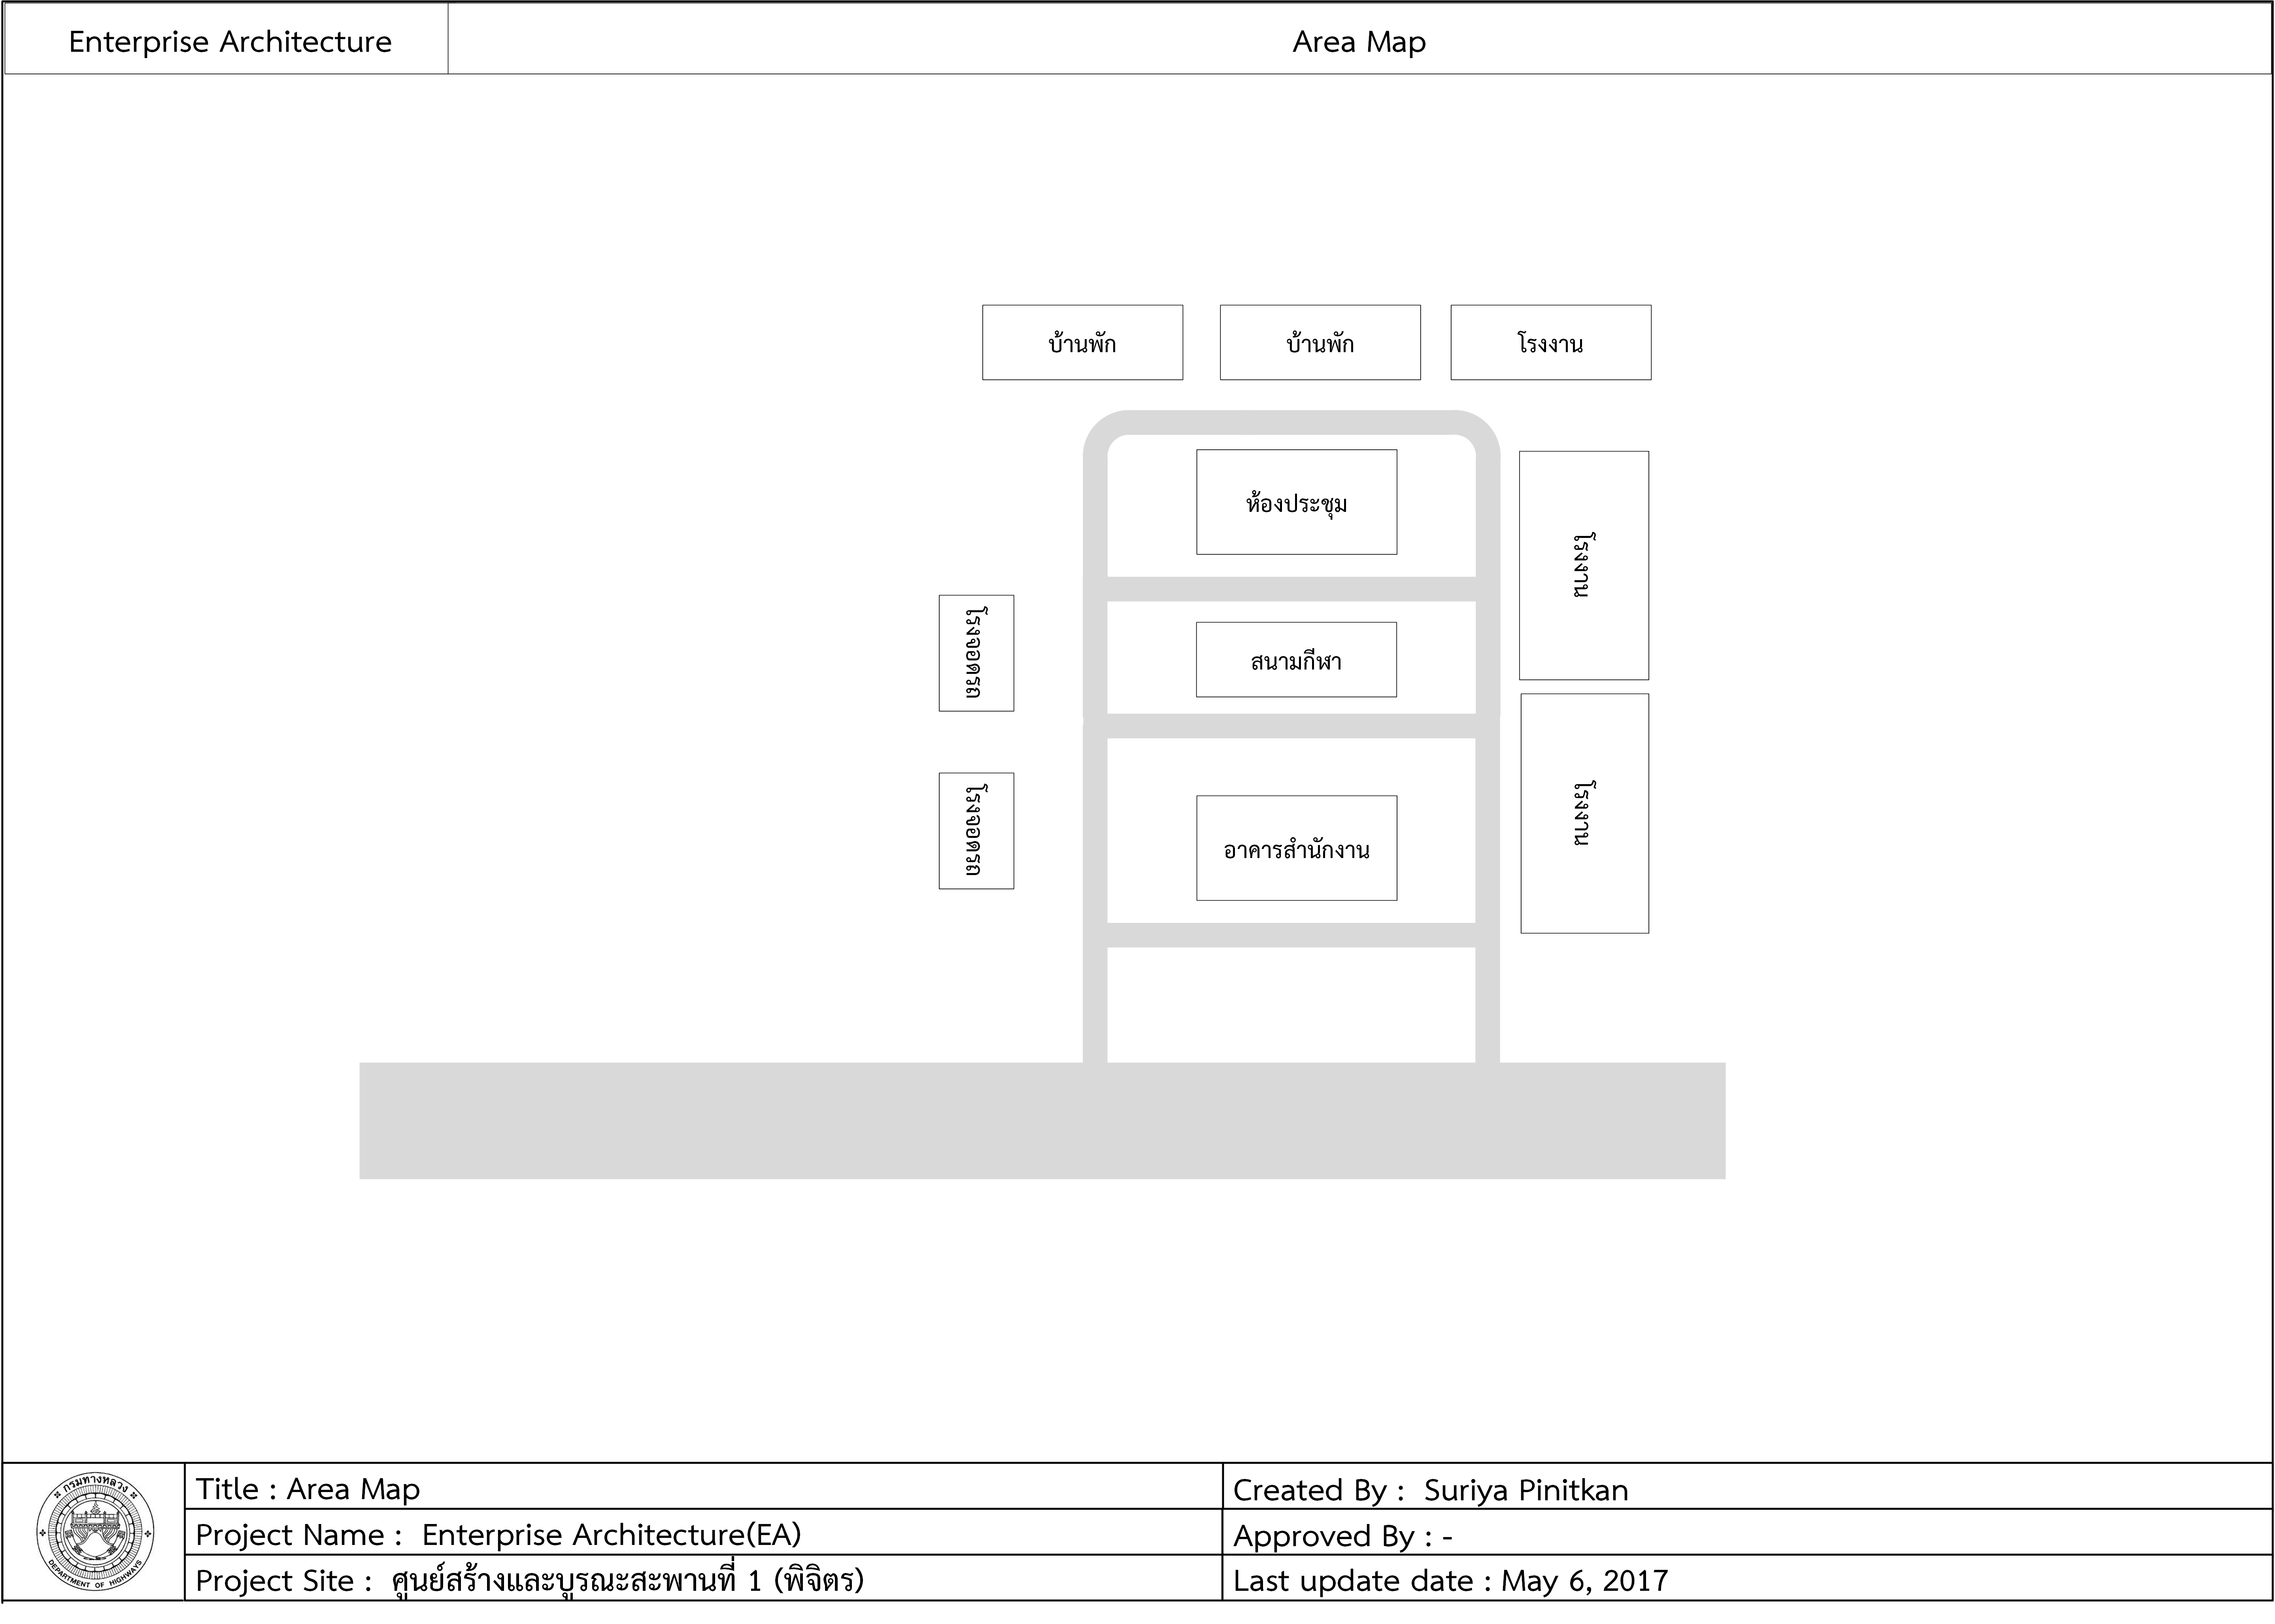 Enterprise Architecture
Area Map
บ้านพัก
บ้านพัก
โรงงาน
ห้องประชุม
โรงงาน
โรงจอดรถ
สนามกีฬา
โรงงาน
โรงจอดรถ
อาคารสำนักงาน
กรมทางหลวง
DEPARTMENT OF HIGHWAYS
Title : Area Map
Created By : Suriya Pinitkan
Project Name : Enterprise Architecture(EA)
Approved By : -
Project Site : ศูนย์สร้างและบูรณะสะพานที่ 1 (พิจิตร)
Last update date : May 6, 2017